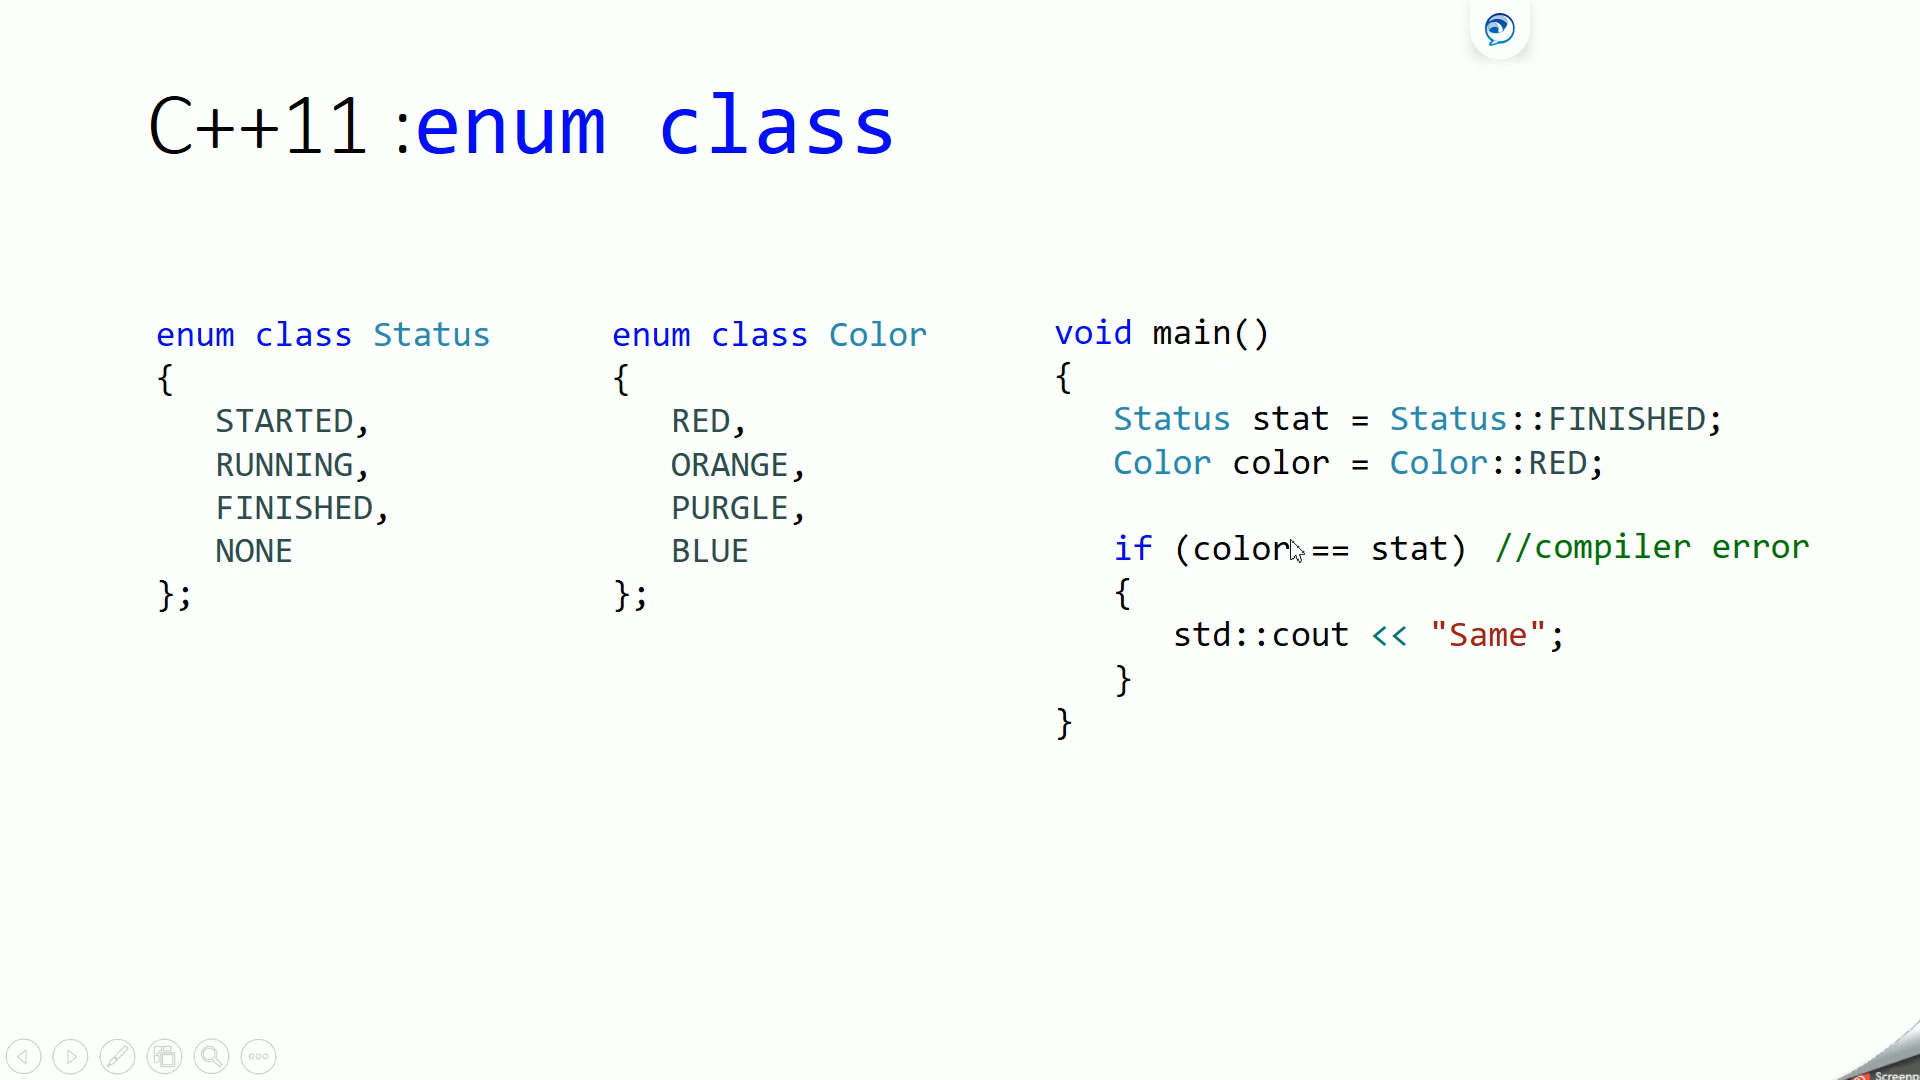 C++11 :enum class
enum class Status
{
STARTED,
RUNNING,
FINISHED,
NONE
};
enum class Color
{
RED,
ORANGE,
PURGLE,
BLUE
};
void main()
{
Status stat = Status::FINISHED;
Color color = Color::RED;
if (color == stat) //compiler error
{
std::cout << "Same";
}
}